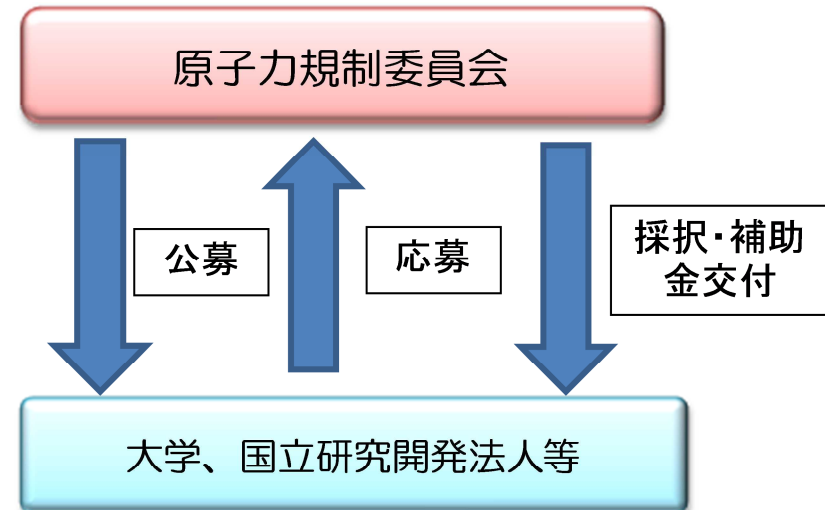 原子力規制委員会
公募
応募
採択・補助
金交付
大学、国立研究開発法人等